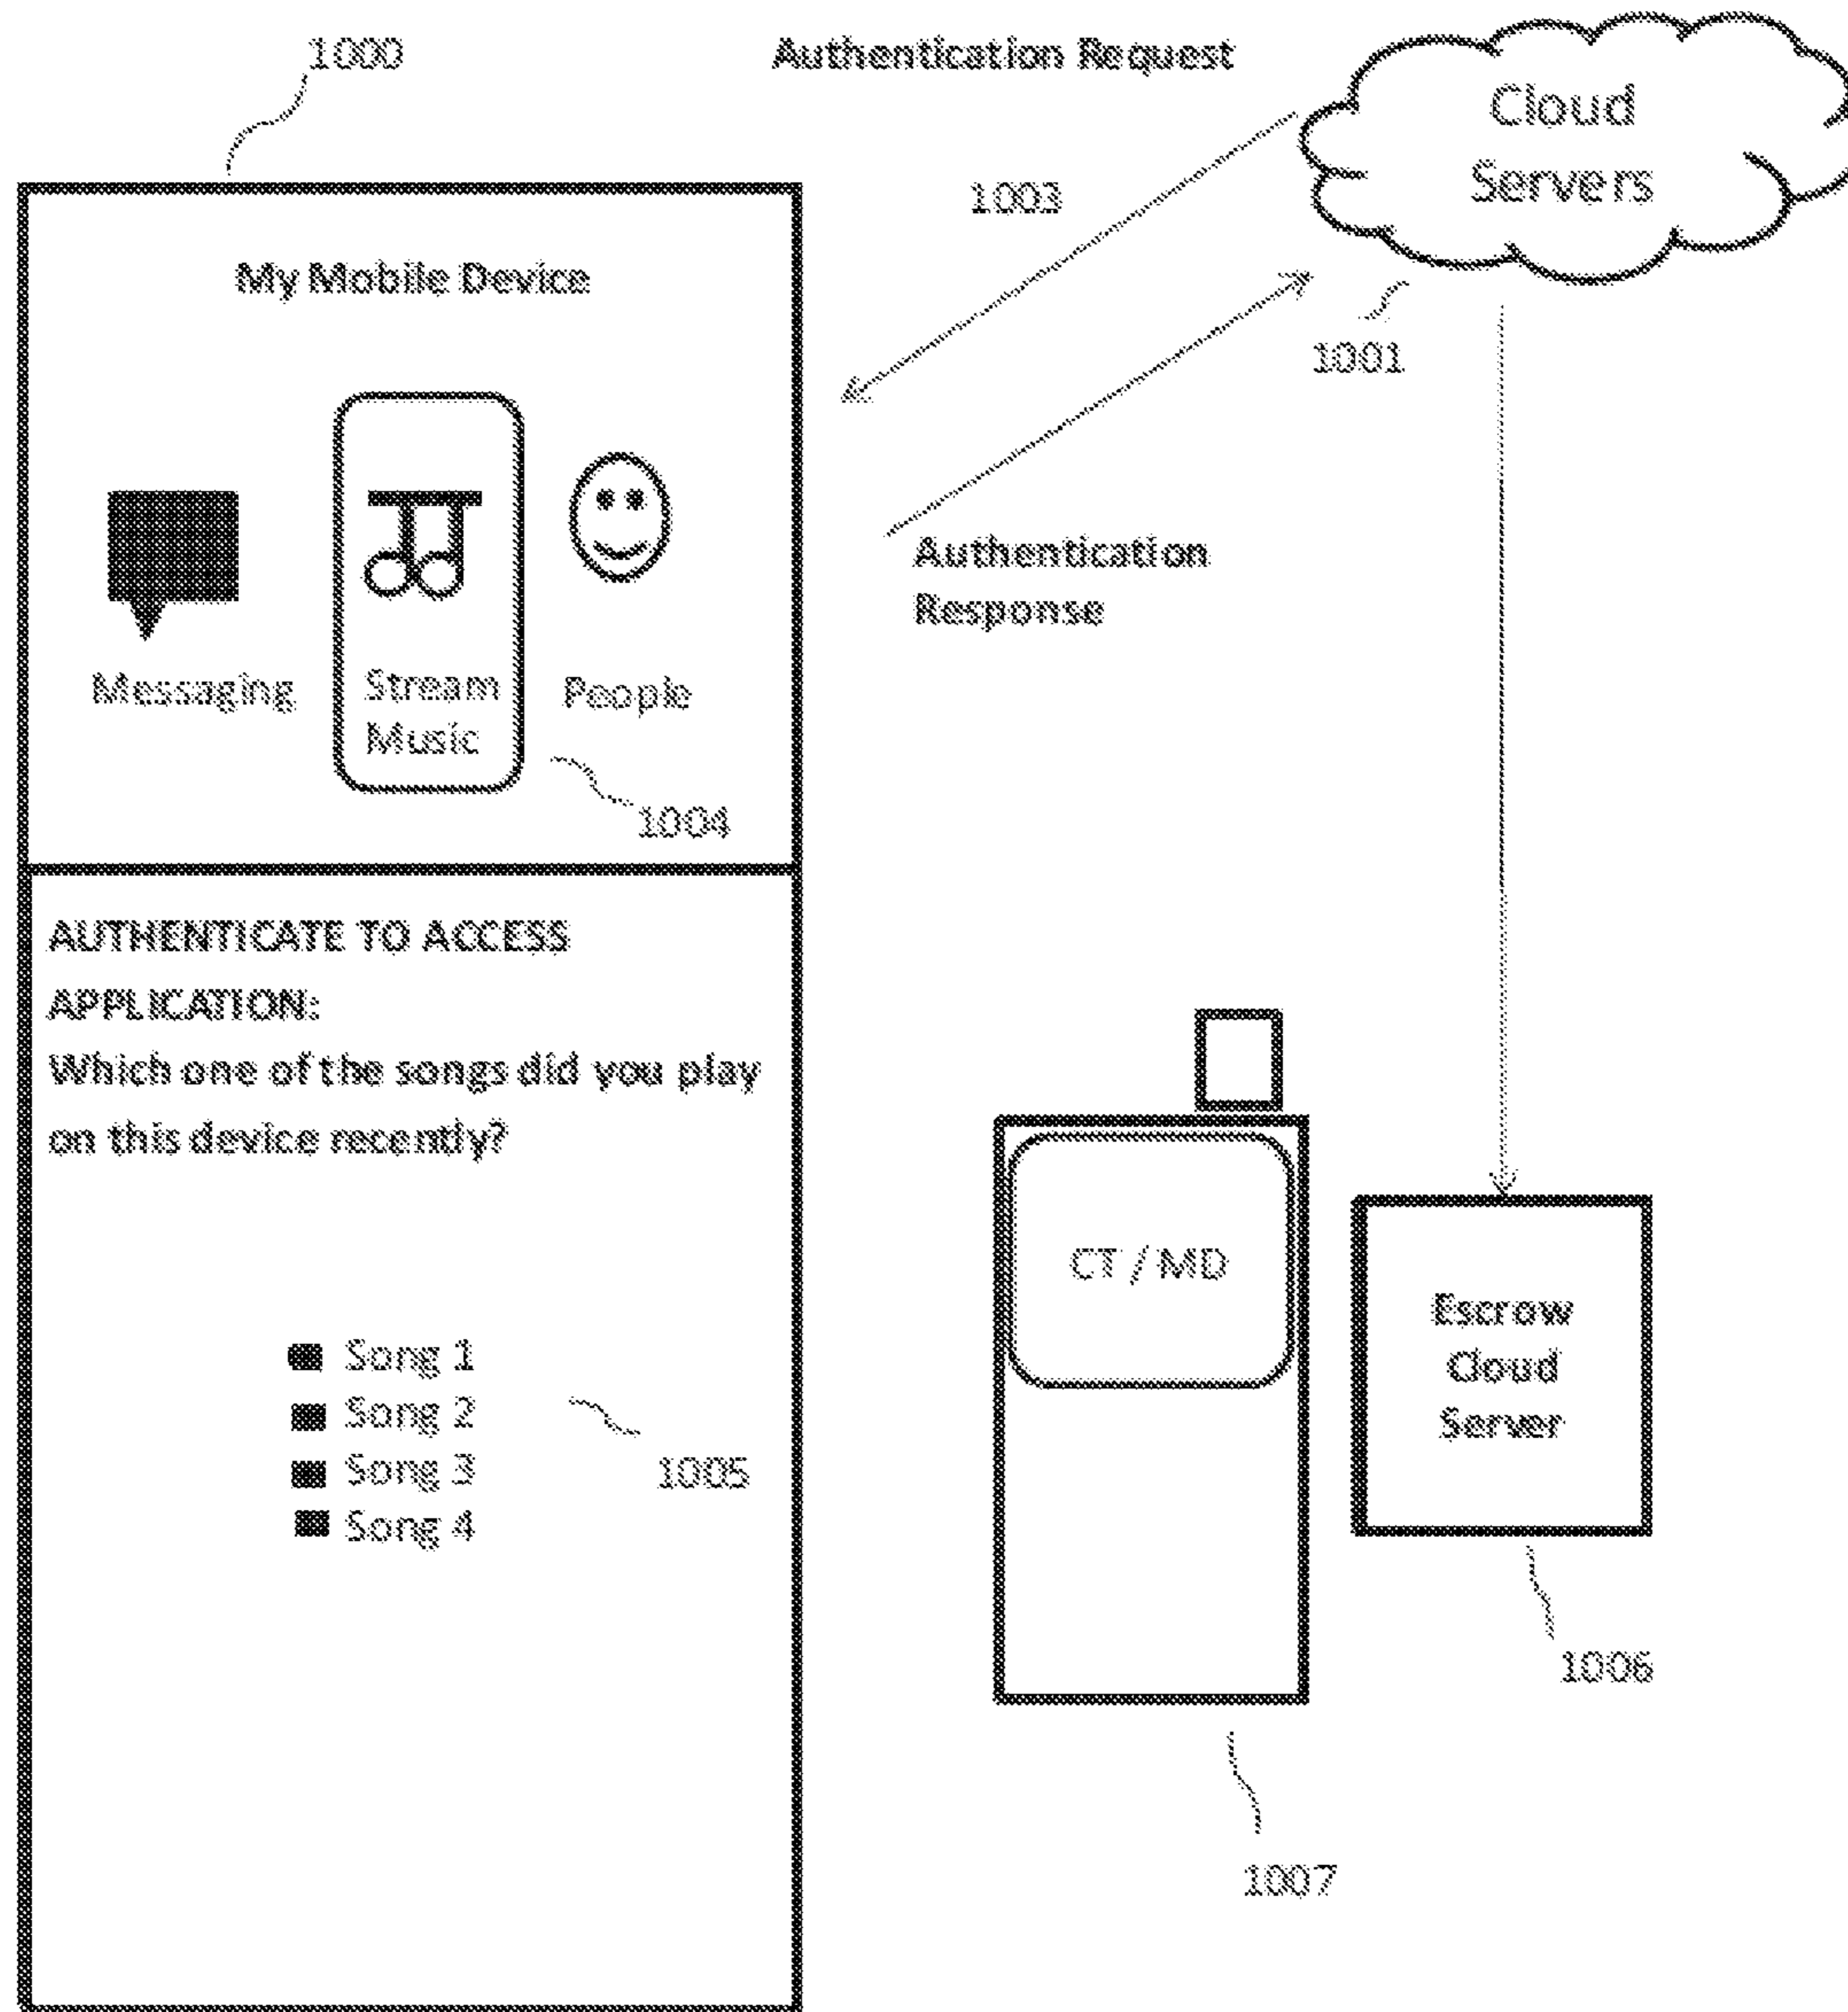 1000
Authentication Request
Cloud
Servers
1003
My Mobile Device
1001
Authentication
Response
Messaging
Stream
Music
People
1004
AUTHENTICATE TO ACCESS
APPLICATION:
Which one of the songs did you play
on this device recently?
CT / MD
Escrow
Cloud
Server
Song 1
Song 2
Song 3
Song 4
1005
1006
1007